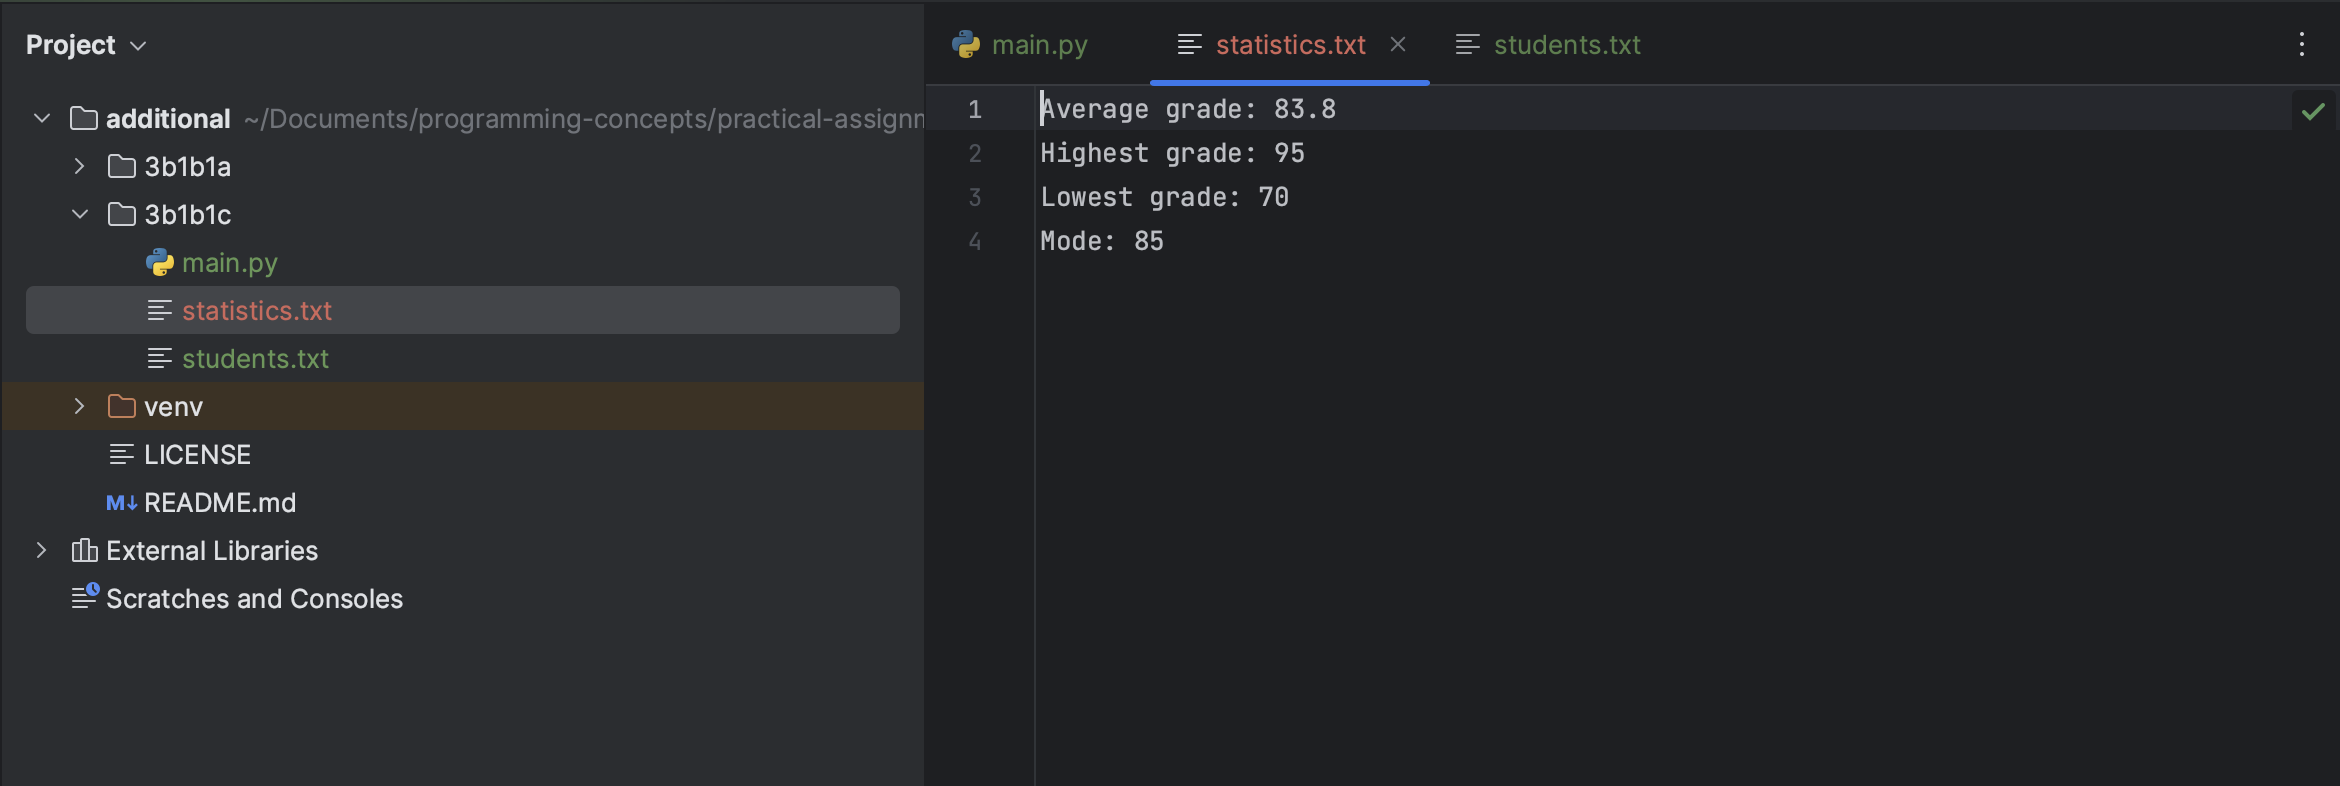 Project
additional ~/Documents/programming-concepts/practical-assignm
3b1b1a
3b1b1c
main.py
statistics.txt
students.txt
venv
LICENSE
M↓ README.md
External Libraries
Scratches and Consoles
main.py statistics.txt students.txt
1 Average grade: 83.8
2 Highest grade: 95
3 Lowest grade: 70
4 Mode: 85